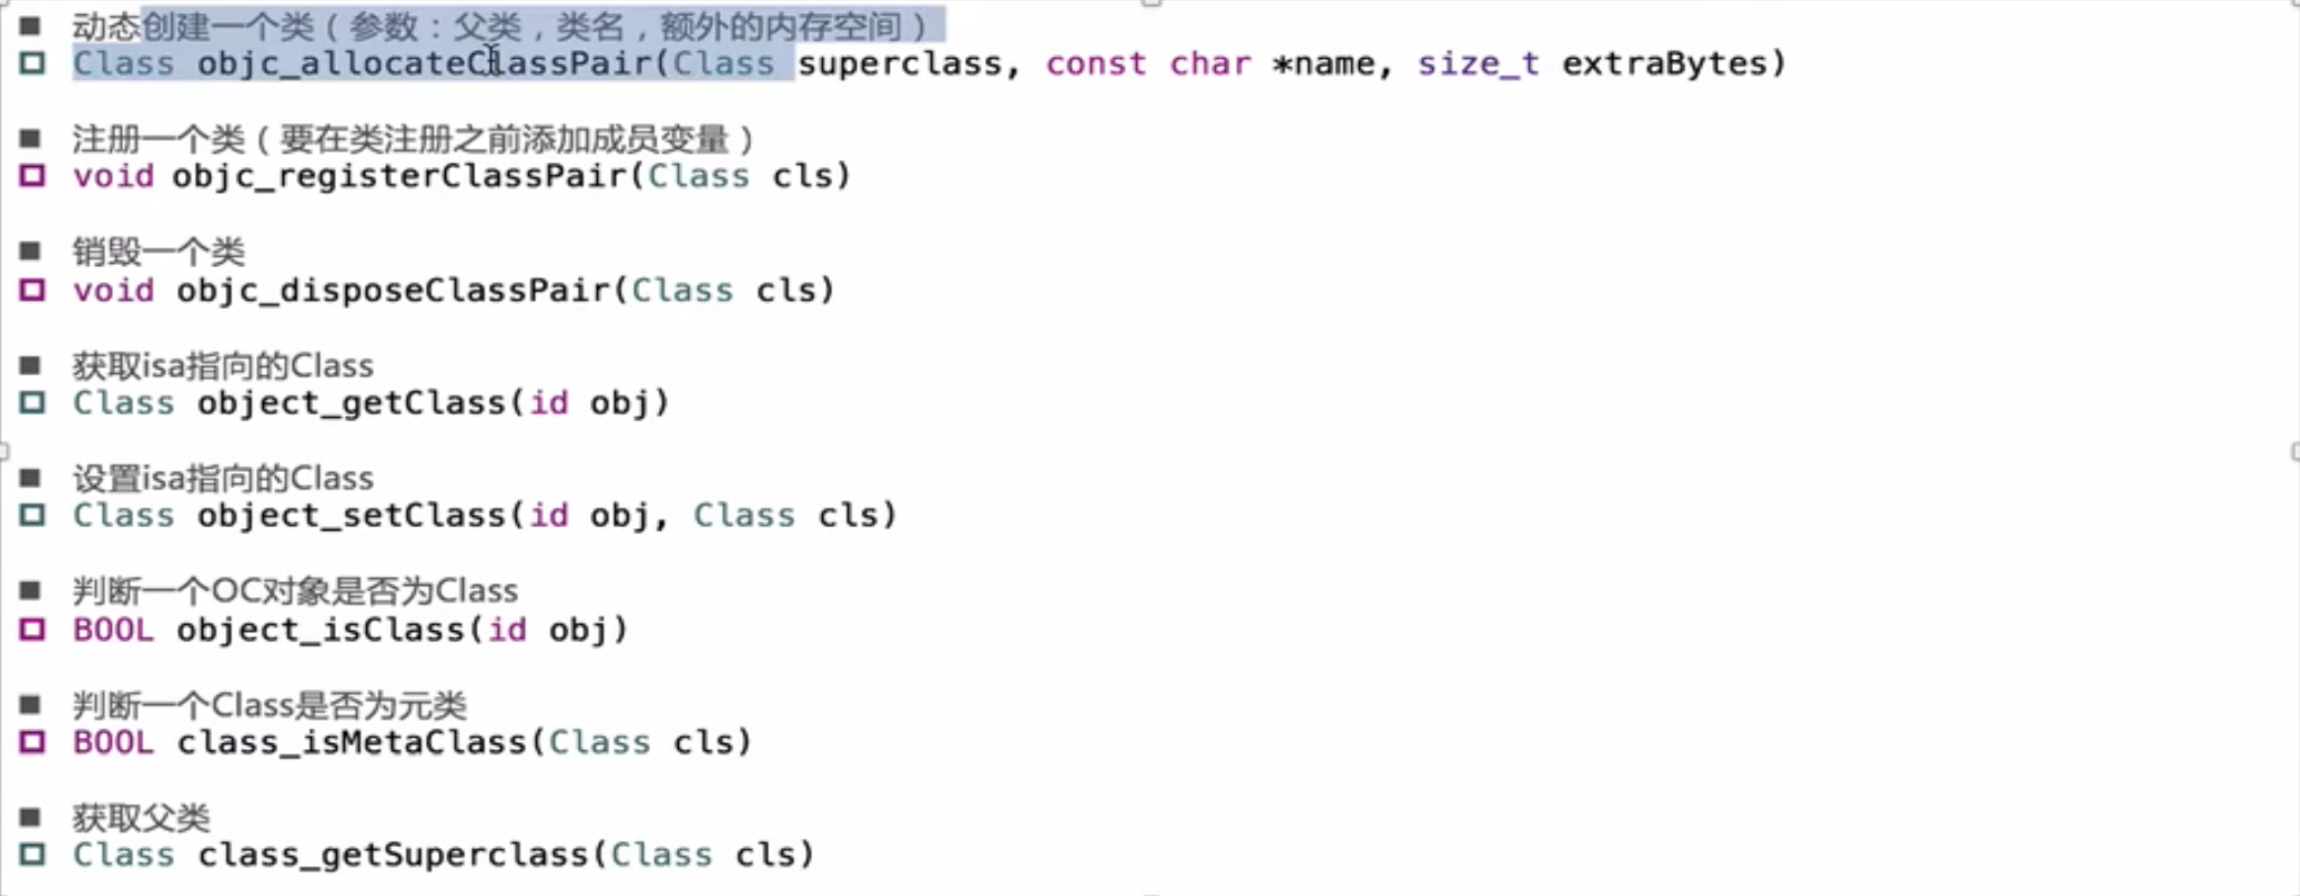 ■ 动态创建一个类（参数：父类，类名，额外的内存空间）
□ Class objc_allocateClassPair(Class superclass, const char *name, size_t extraBytes)
■ 注册一个类（要在类注册之前添加成员变量）
□ void objc_registerClassPair(Class cls)
■ 销毁一个类
□ void objc_disposeClassPair(Class cls)
■ 获取isa指向的Class
□ Class object_getClass(id obj)
■ 设置isa指向的Class
□ Class object_setClass(id obj, Class cls)
■ 判断一个OC对象是否为Class
□ BOOL object_isClass(id obj)
■ 判断一个Class是否为元类
□ BOOL class_isMetaClass(Class cls)
■ 获取父类
□ Class class_getSuperclass(Class cls)